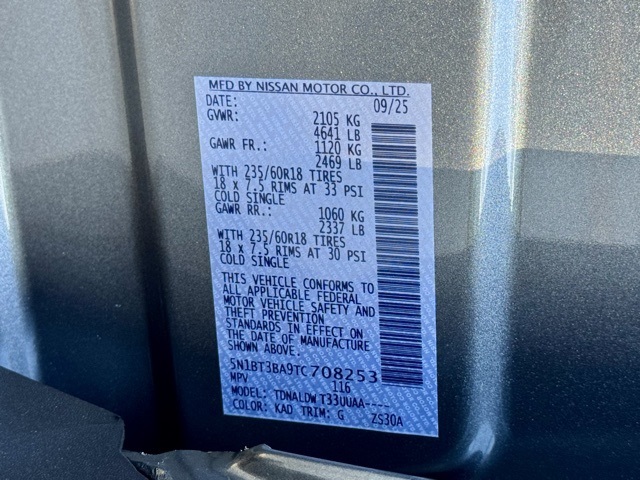 MFD BY NISSAN MOTOR CO., LTD.
DATE: 09/25
GVWR: 2105 KG
4641 LB
GAWR FR.: 1120 KG
2469 LB
WITH 235/60R18 TIRES
18 x 7.5 RIMS AT 33 PSI
COLD SINGLE
GAWR RR.: 1060 KG
2337 LB
WITH 235/60R18 TIRES
18 x 7.5 RIMS AT 30 PSI
COLD SINGLE
THIS VEHICLE CONFORMS TO
ALL APPLICABLE FEDERAL
MOTOR VEHICLE SAFETY AND
THEFT PREVENTION
STANDARDS IN EFFECT ON
THE DATE OF MANUFACTURE
SHOWN ABOVE.
5N1BT3BA9TC708253
MPV 116
MODEL: TDNALDWT33UUAA----
COLOR: KAD TRIM: G ZS30A